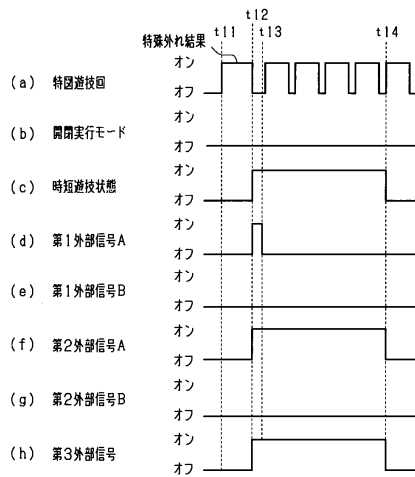 t12
t11 t13 t14
特殊外れ結果
オン
(a) 特図遊技回
オフ
オン
(b) 開閉実行モード
オフ
オン
(c) 時短遊技状態
オフ
オン
(d) 第1外部信号A
オフ
オン
(e) 第1外部信号B
オフ
オン
(f) 第2外部信号A
オフ
オン
(g) 第2外部信号B
オフ
オン
(h) 第3外部信号
オフ